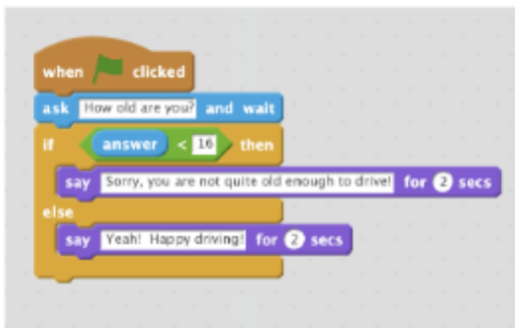 when clicked
ask How old are you? and wait
if answer < 16 then
say Sorry, you are not quite old enough to drive! for 2 secs
else
say Yeah! Happy driving! for 2 secs